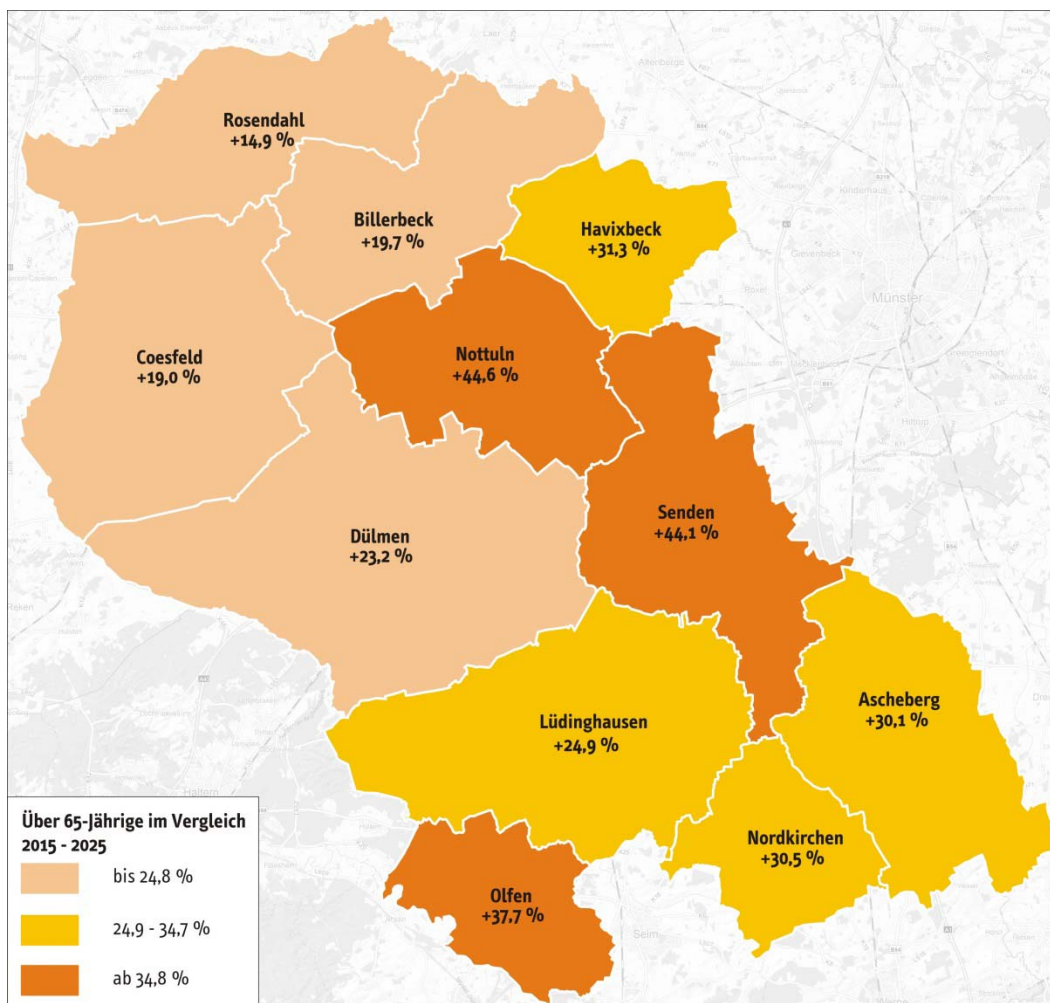 Rosendahl
+14,9 %
Billerbeck
+19,7 %
Havixbeck
+31,3 %
Coesfeld
+19,0 %
Nottuln
+44,6 %
Münster
Dülmen
+23,2 %
Senden
+44,1 %
Lüdinghausen
+24,9 %
Ascheberg
+30,1 %
Nordkirchen
+30,5 %
Olfen
+37,7 %
Über 65-Jährige im Vergleich
2015 - 2025
bis 24,8 %
24,9 - 34,7 %
ab 34,8 %